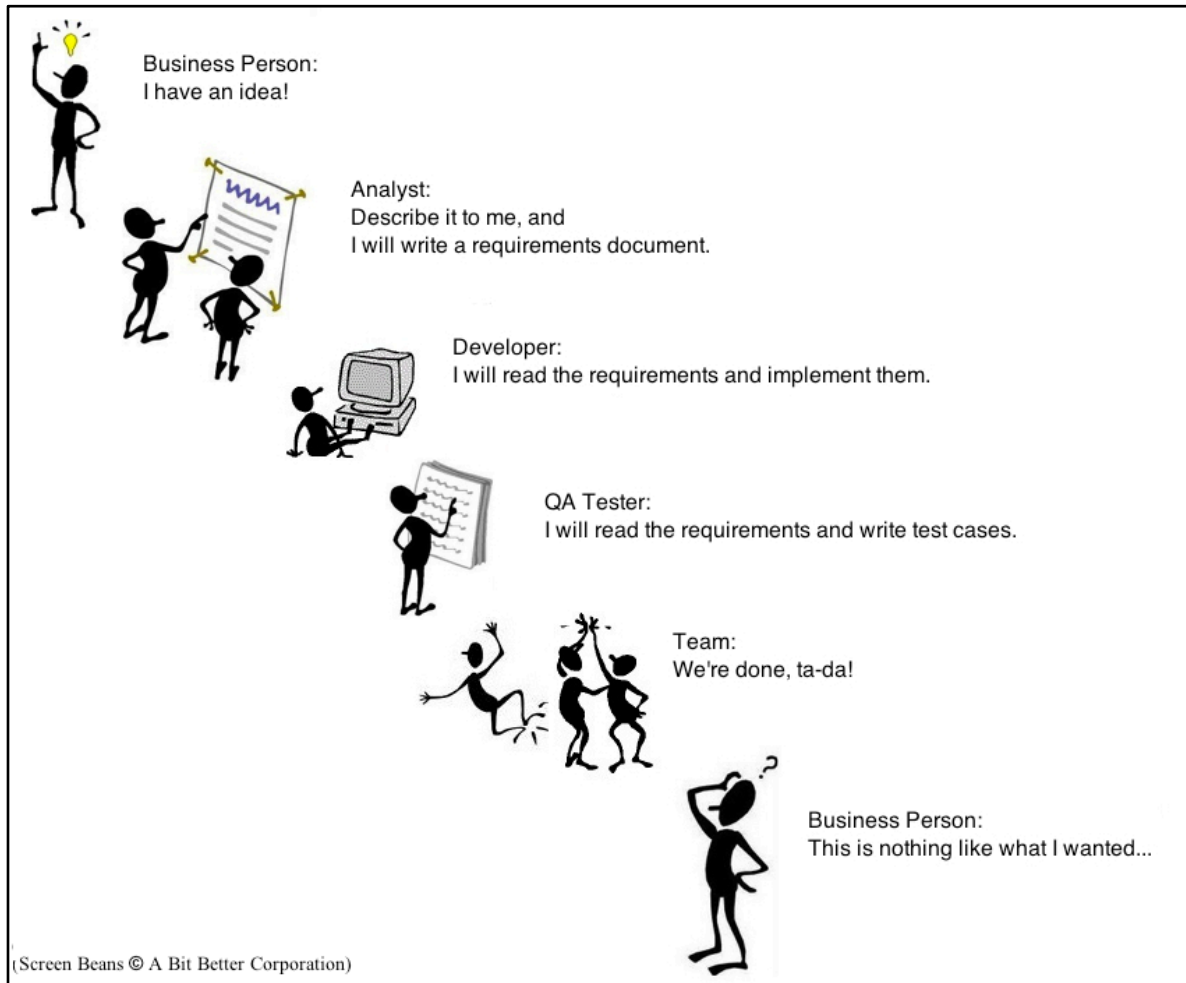 Business Person:
I have an idea!
Analyst:
Describe it to me, and
I will write a requirements document.
Developer:
I will read the requirements and implement them.
QA Tester:
I will read the requirements and write test cases.
Team:
We're done, ta-da!
?
Business Person:
This is nothing like what I wanted...
(Screen Beans © A Bit Better Corporation)